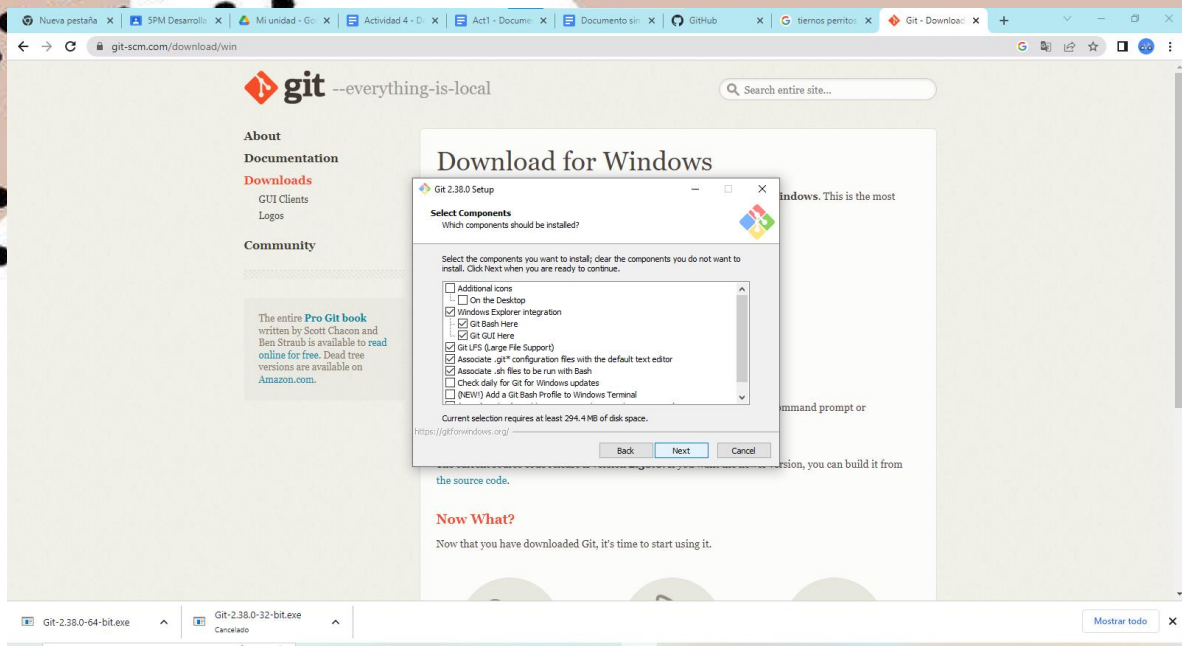 Nueva pestaña
5PM Desarrolla
Mi unidad - Go
Actividad 4 - D
Act1 - Docume
Documento sin
GitHub
tiernos perritos
Git - Download
git-scm.com/download/win
git --everything-is-local
Search entire site...
About
Documentation
Downloads
GUI Clients
Logos
Community
The entire Pro Git book
written by Scott Chacon and
Ben Straub is available to read
online for free. Dead tree
versions are available on
Amazon.com.
Download for Windows
indows. This is the most
Git 2.38.0 Setup
Select Components
Which components should be installed?
Select the components you want to install; clear the components you do not want to
install. Click Next when you are ready to continue.
Additional icons
On the Desktop
Windows Explorer integration
Git Bash Here
Git GUI Here
Git LFS (Large File Support)
Associate .git* configuration files with the default text editor
Associate .sh files to be run with Bash
Check daily for Git for Windows updates
(NEW!) Add a Git Bash Profile to Windows Terminal
Current selection requires at least 294.4 MB of disk space.
https://gitforwindows.org/
Back
Next
Cancel
mmand prompt or
rsion, you can build it from
the source code.
Now What?
Now that you have downloaded Git, it's time to start using it.
Git-2.38.0-64-bit.exe
Git-2.38.0-32-bit.exe
Cancelado
Mostrar todo